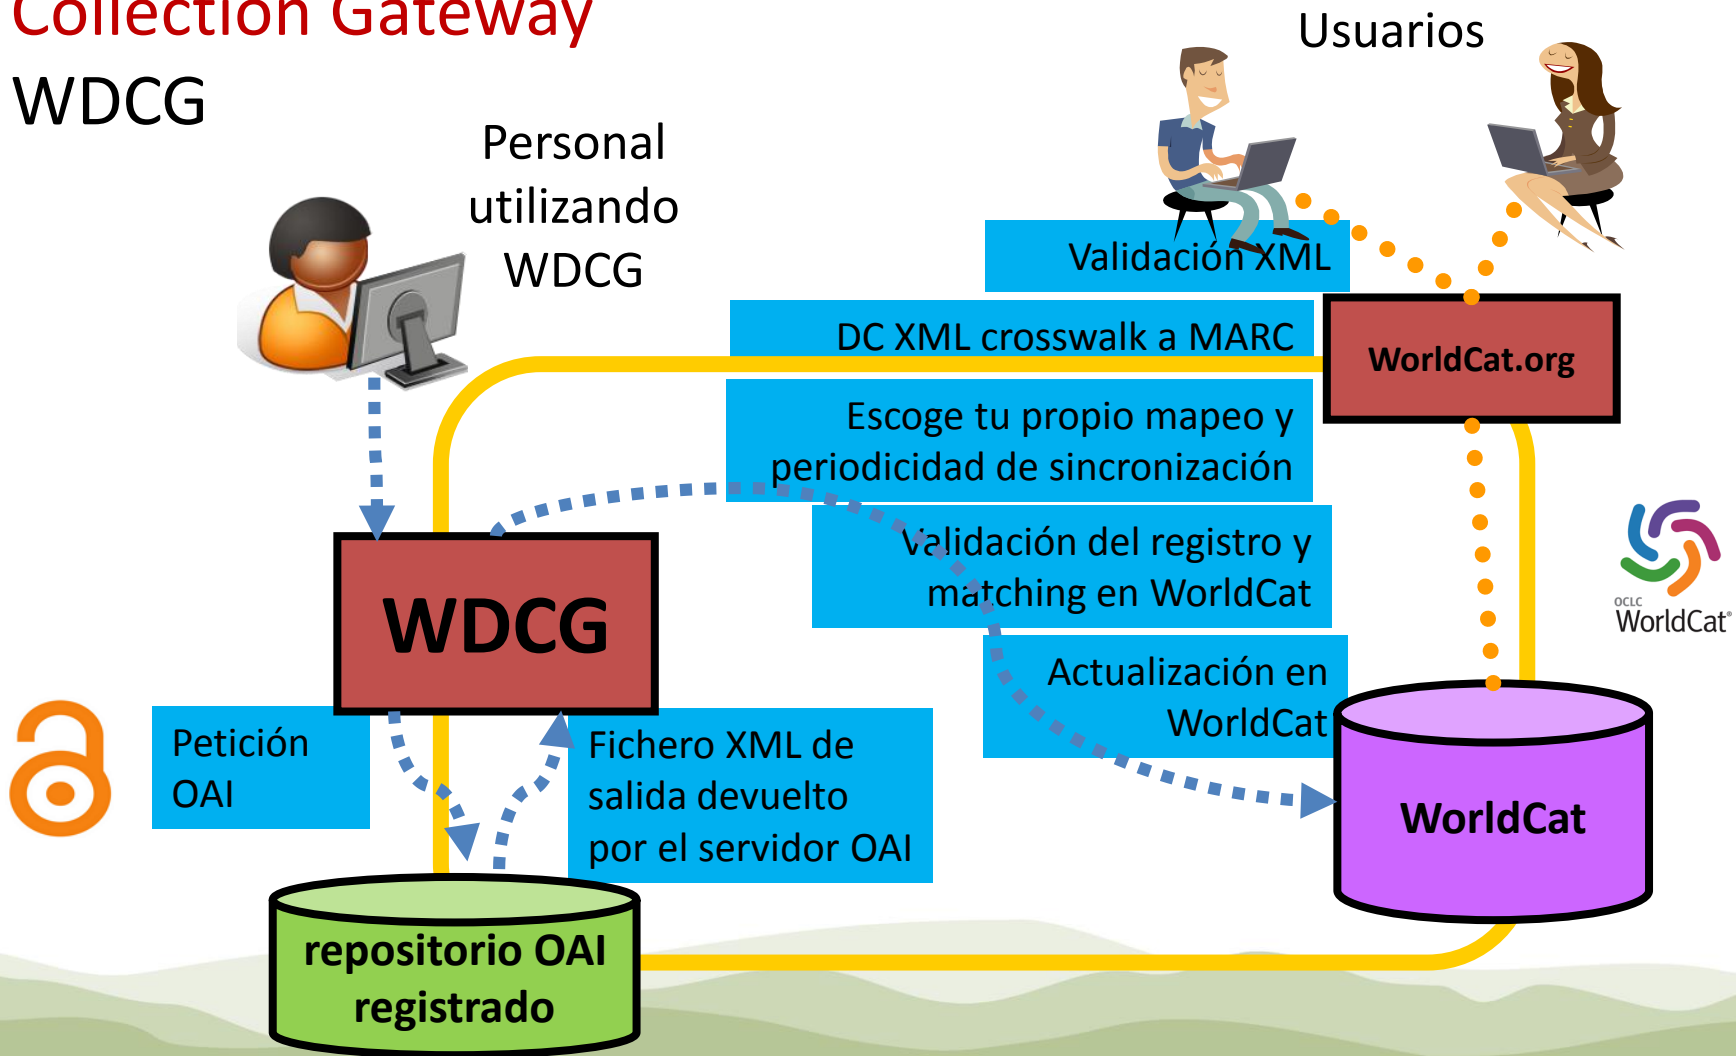 Collection Gateway
WDCG
Usuarios
Personal
utilizando
WDCG
Validación XML
DC XML crosswalk a MARC
WorldCat.org
Escoge tu propio mapeo y
periodicidad de sincronización
Validación del registro y
matching en WorldCat
WDCG
OCLC
WorldCat®
Actualización en
WorldCat
Petición
OAI
Fichero XML de
salida devuelto
por el servidor OAI
WorldCat
repositorio OAI
registrado